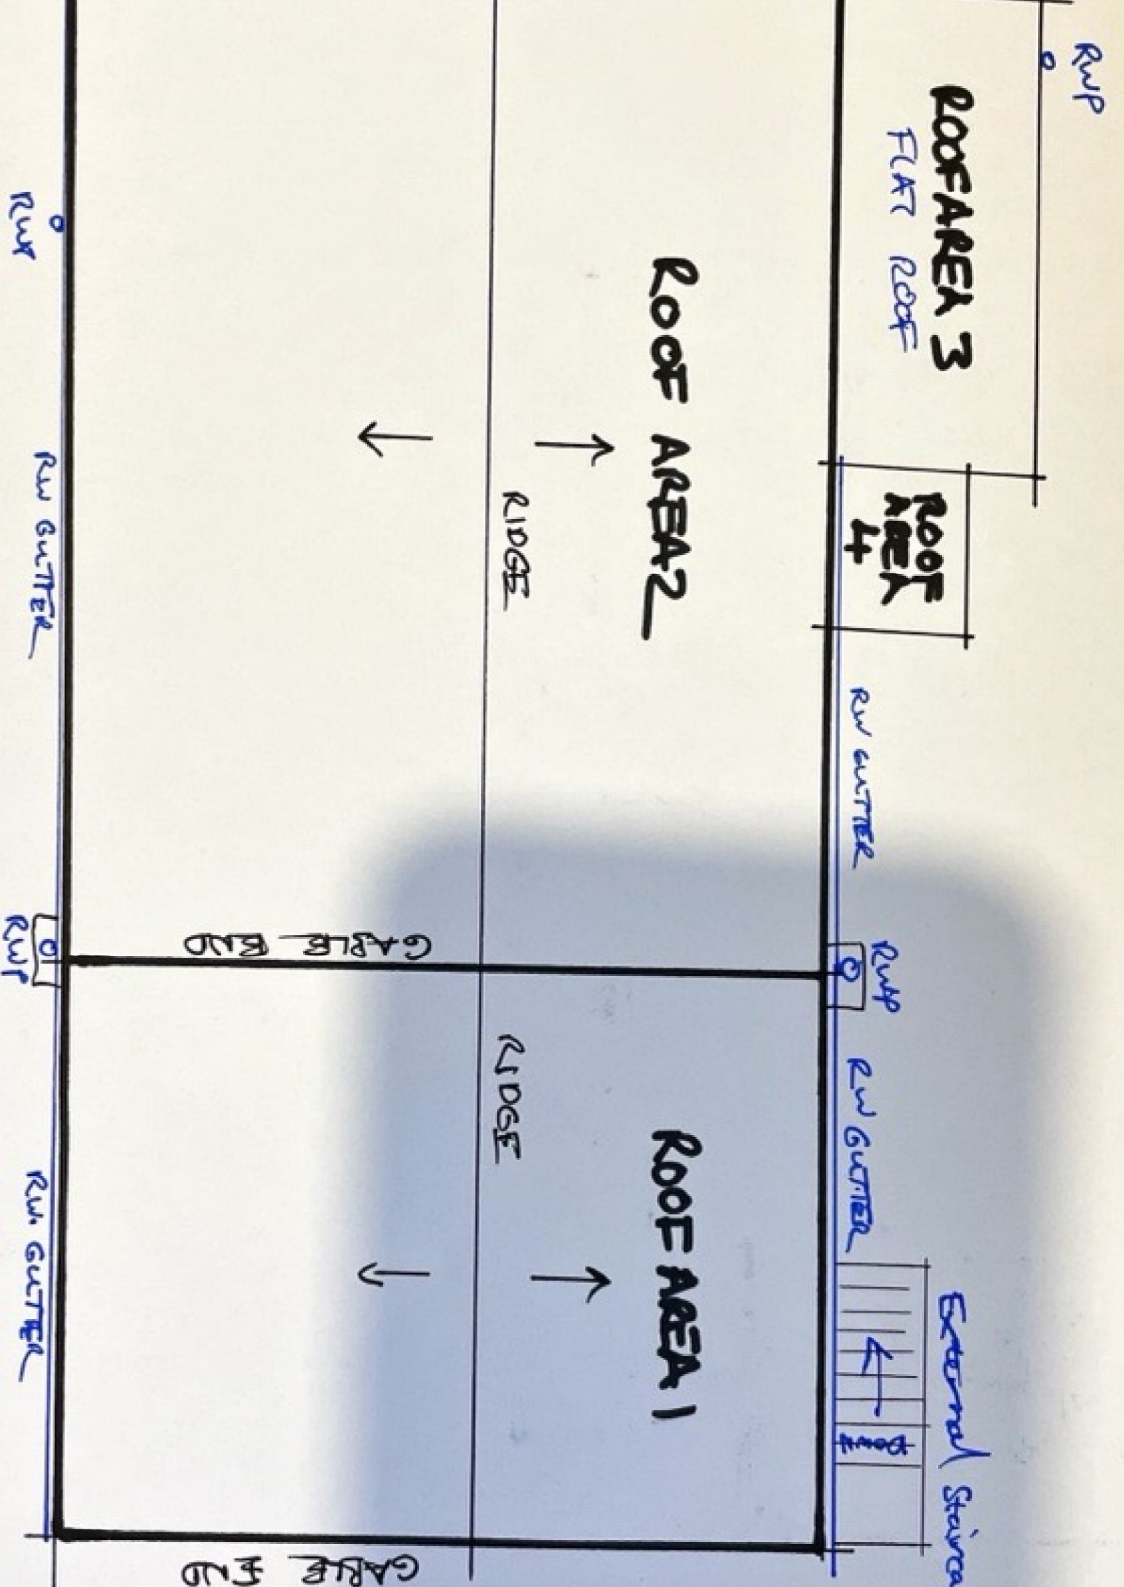 RWP
ROOF AREA 3
FLAT ROOF
RWP
ROOF AREA 2
ROOF
AREA
4
RW GUTTER
RIDGE
RW GUTTER
GABLE END
RWP
RWP
RIDGE
RW GUTTER
ROOF AREA 1
RW. GUTTER
External Stairca
GABLE END